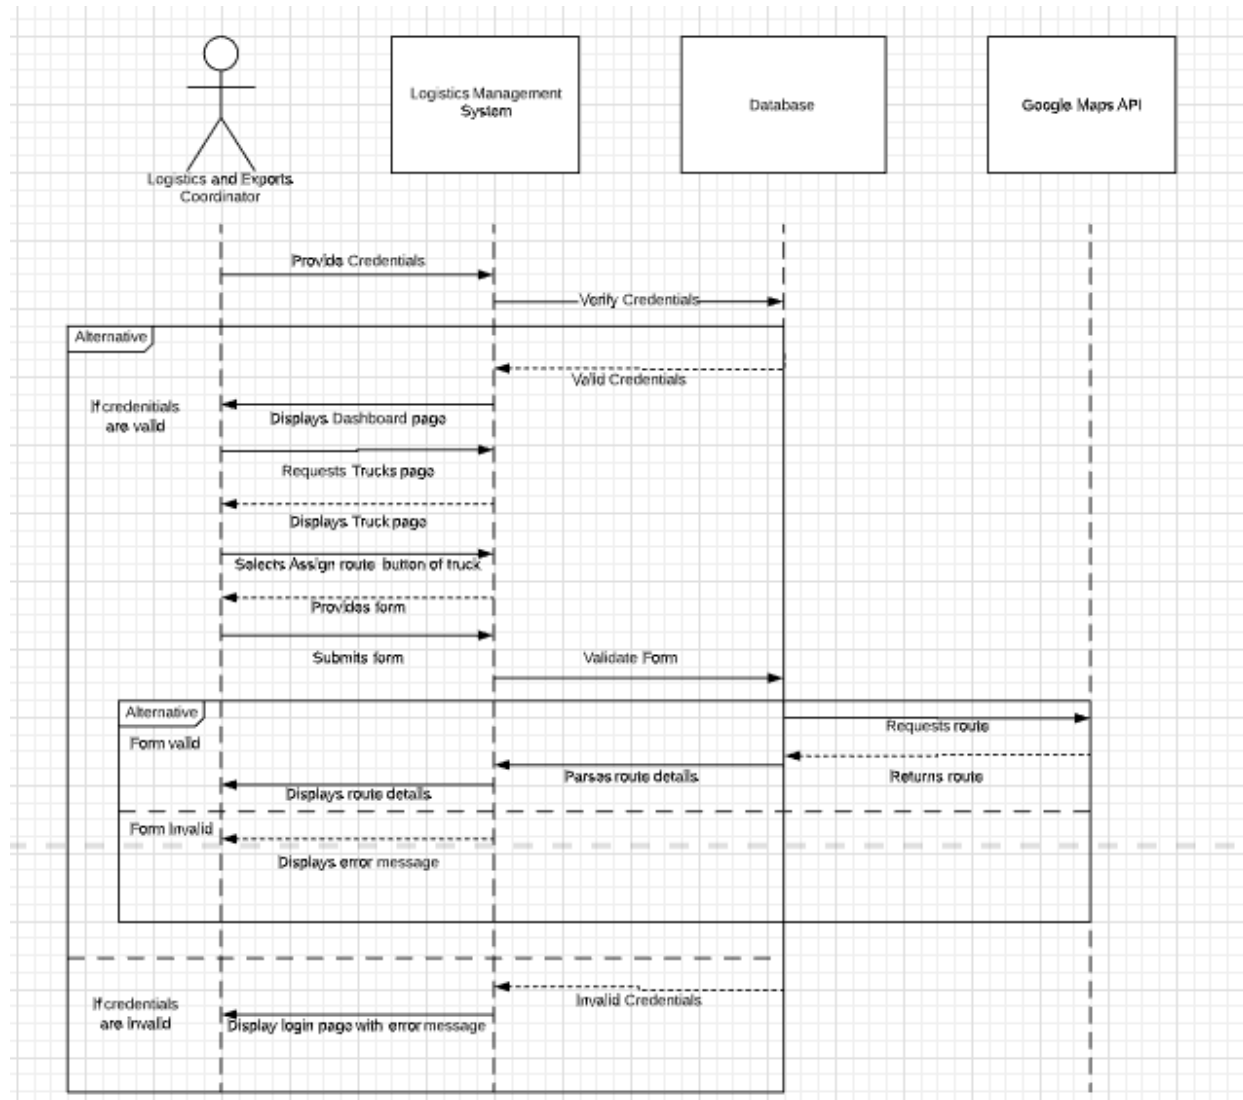 Logistics and Exports
Coordinator
Logistics Management
System
Database
Google Maps API
Provide Credentials
Verify Credentials
Alternative
Valid Credentials
If credenitials
are valid
Displays Dashboard page
Requests Trucks page
Displays Truck page
Selects Assign route button of truck
Provides form
Submits form
Validate Form
Alternative
Form valid
Requests route
Parses route details
Returns route
Displays route details
Form Invalid
Displays error message
If credentials
are Invalid
Invalid Credentials
Display login page with error message